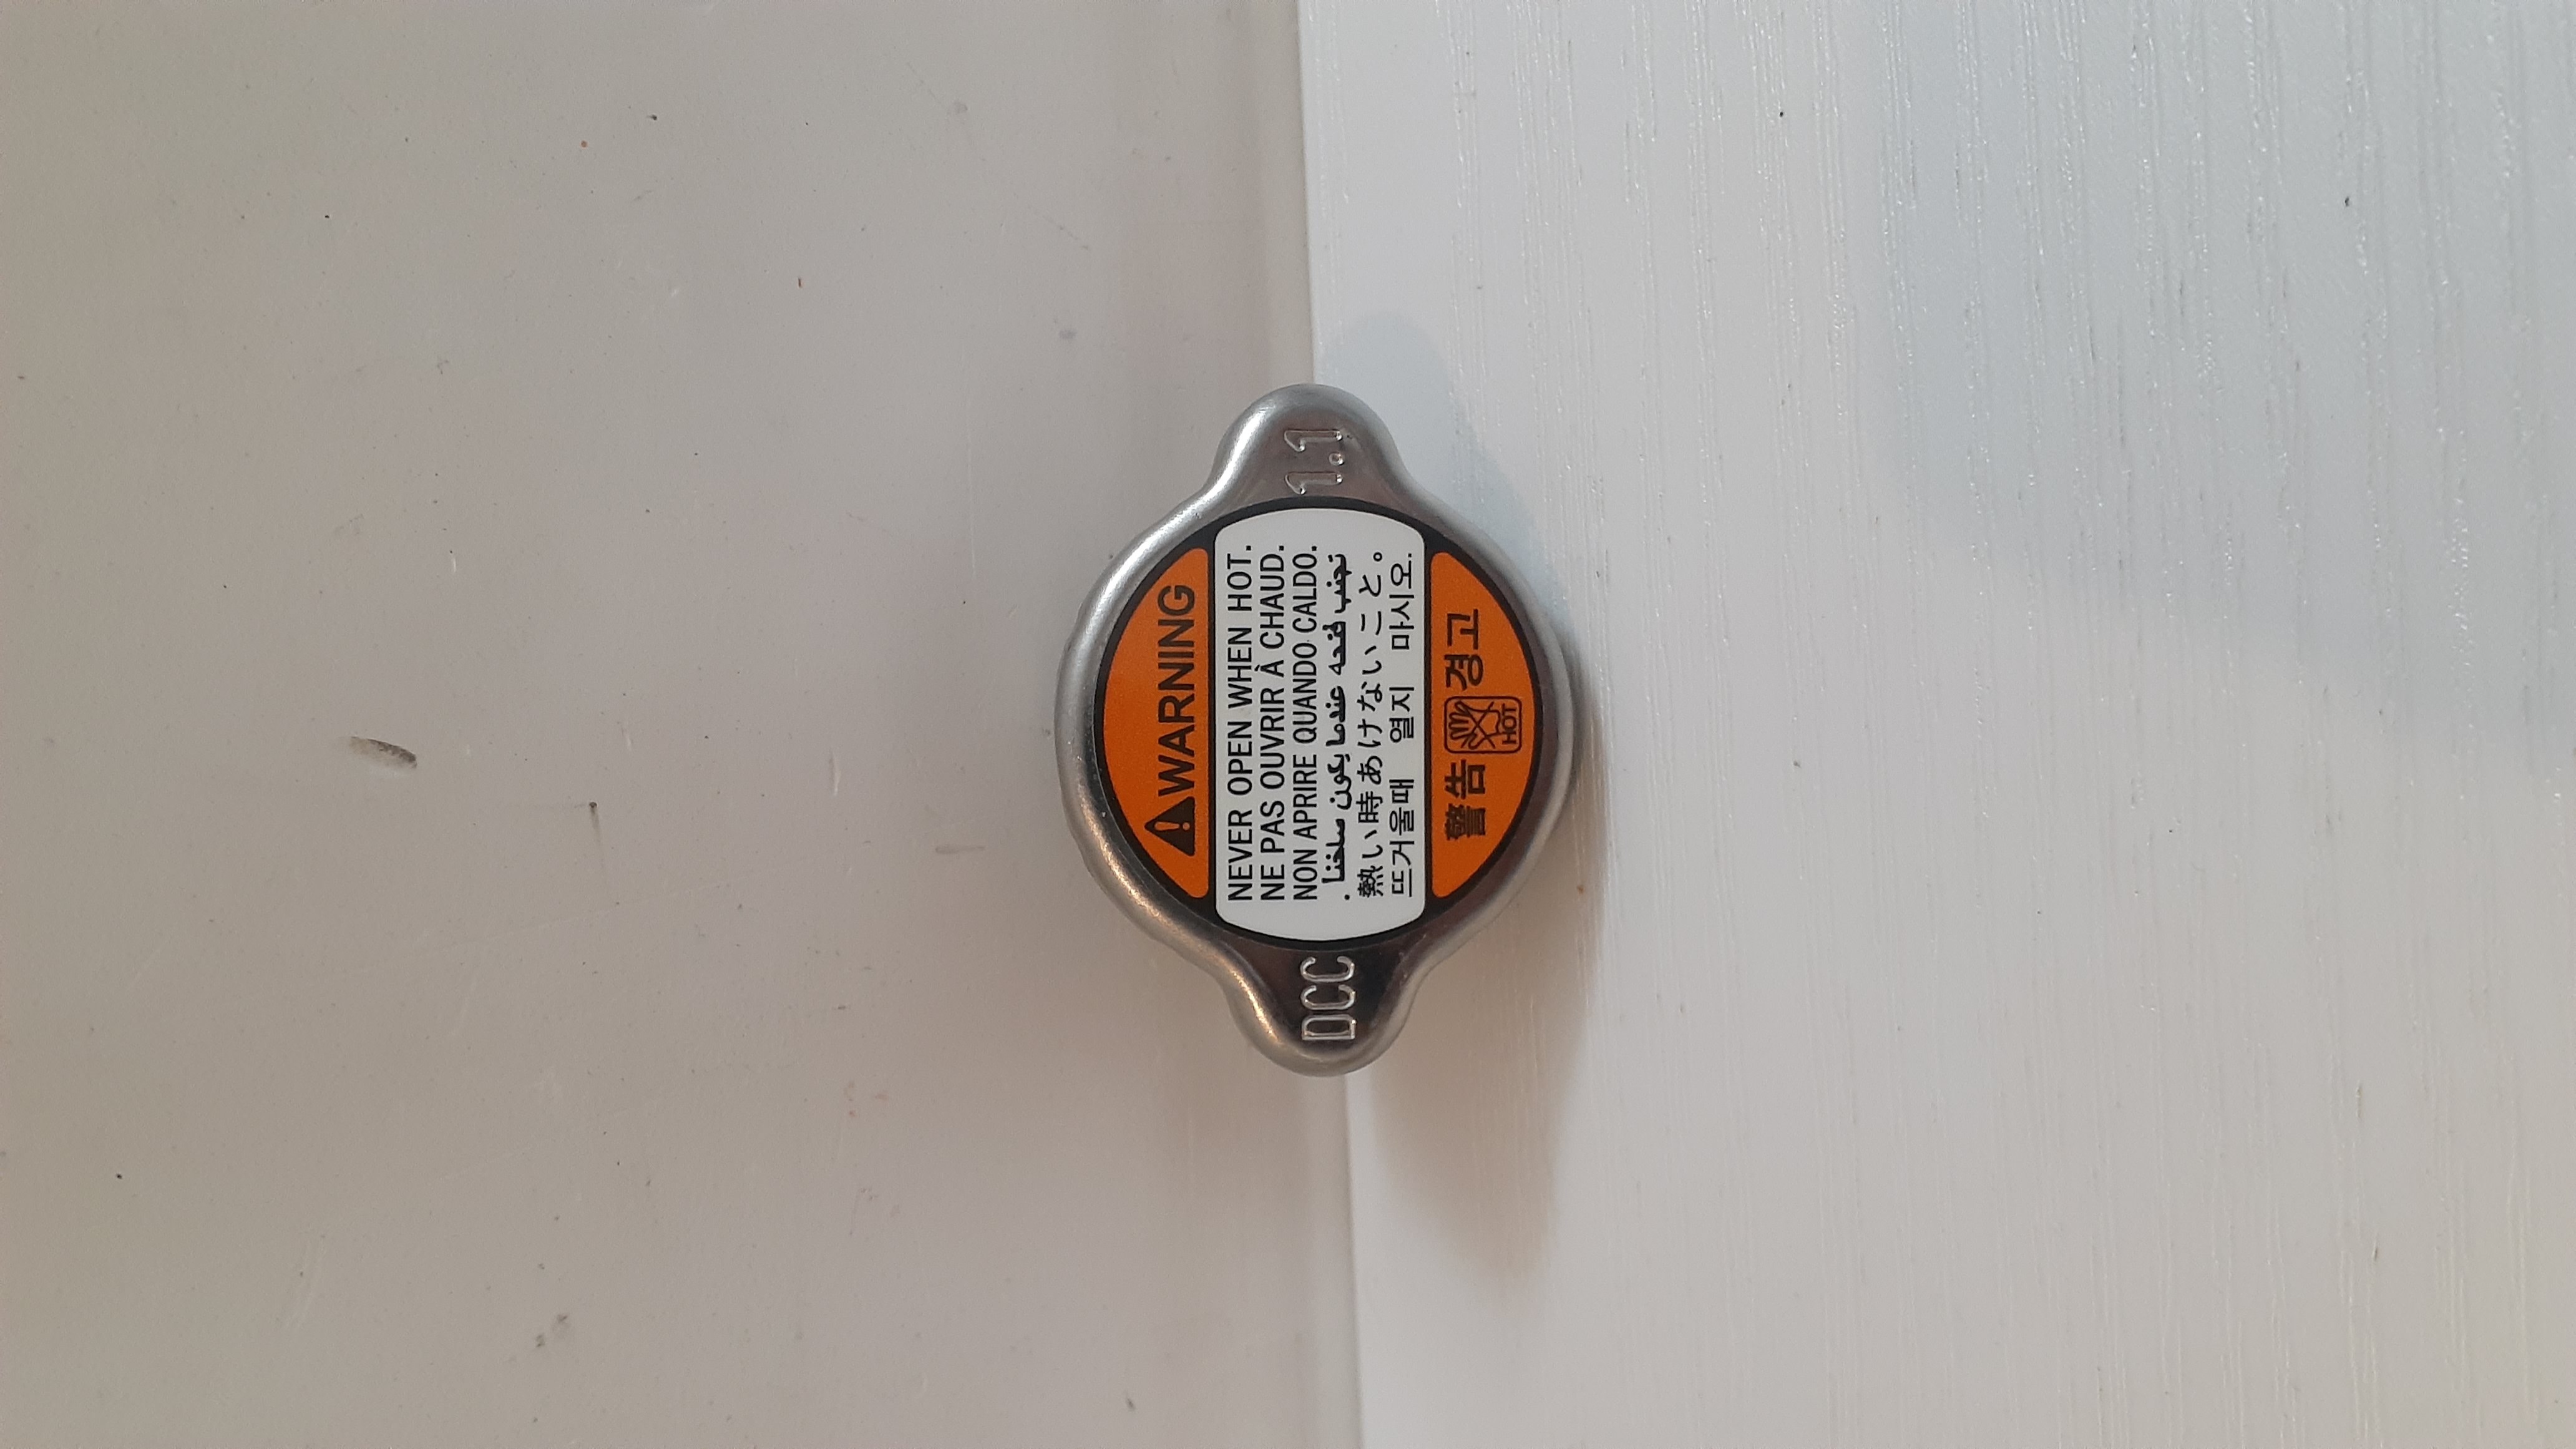 DCC
1.1
WARNING
NEVER OPEN WHEN HOT.
NE PAS OUVRIR À CHAUD.
NON APRIRE QUANDO CALDO.
تجنب فتحه عندما يكون ساخنا .
熱い時あけないこと。
뜨거울때 열지 마시오.
警告 HOT 경고